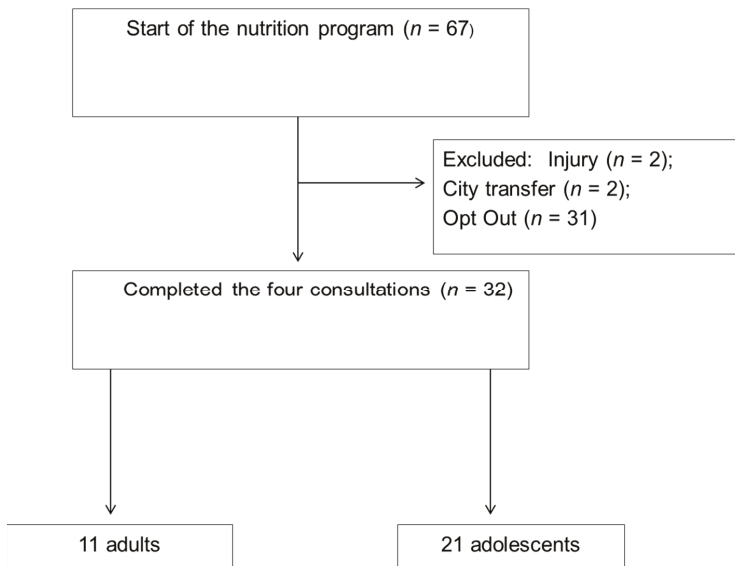 Start of the nutrition program (n = 67)
Excluded: Injury (n = 2);
City transfer (n = 2);
Opt Out (n = 31)
Completed the four consultations (n = 32)
11 adults
21 adolescents